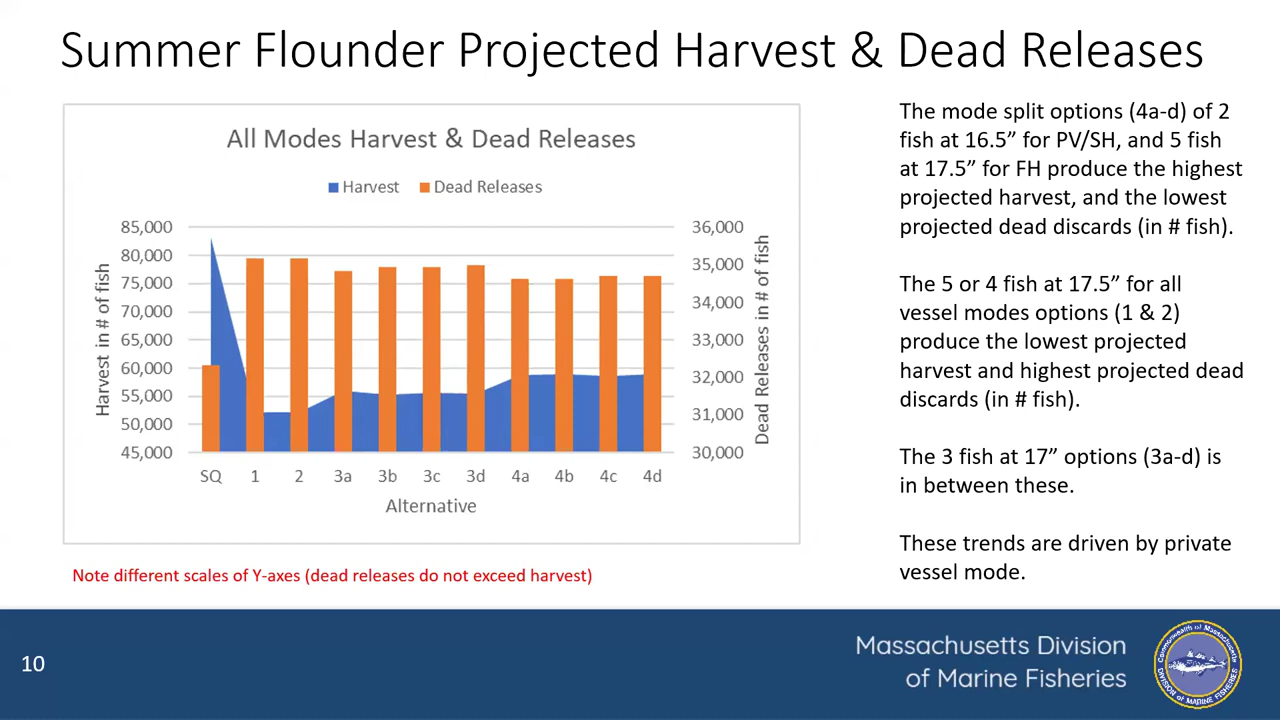 Summer Flounder Projected Harvest & Dead Releases
All Modes Harvest & Dead Releases
Harvest
Dead Releases
85,000
80,000
75,000
70,000
65,000
60,000
55,000
50,000
45,000
Harvest in # of fish
36,000
35,000
34,000
33,000
32,000
31,000
30,000
Dead Releases in # of fish
SQ 1 2 3a 3b 3c 3d 4a 4b 4c 4d
Alternative
Note different scales of Y-axes (dead releases do not exceed harvest)
The mode split options (4a-d) of 2
fish at 16.5” for PV/SH, and 5 fish
at 17.5” for FH produce the highest
projected harvest, and the lowest
projected dead discards (in # fish).
The 5 or 4 fish at 17.5” for all
vessel modes options (1 & 2)
produce the lowest projected
harvest and highest projected dead
discards (in # fish).
The 3 fish at 17” options (3a-d) is
in between these.
These trends are driven by private
vessel mode.
10
Massachusetts Division
of Marine Fisheries
Commonwealth of Massachusetts
DIVISION of MARINE FISHERIES